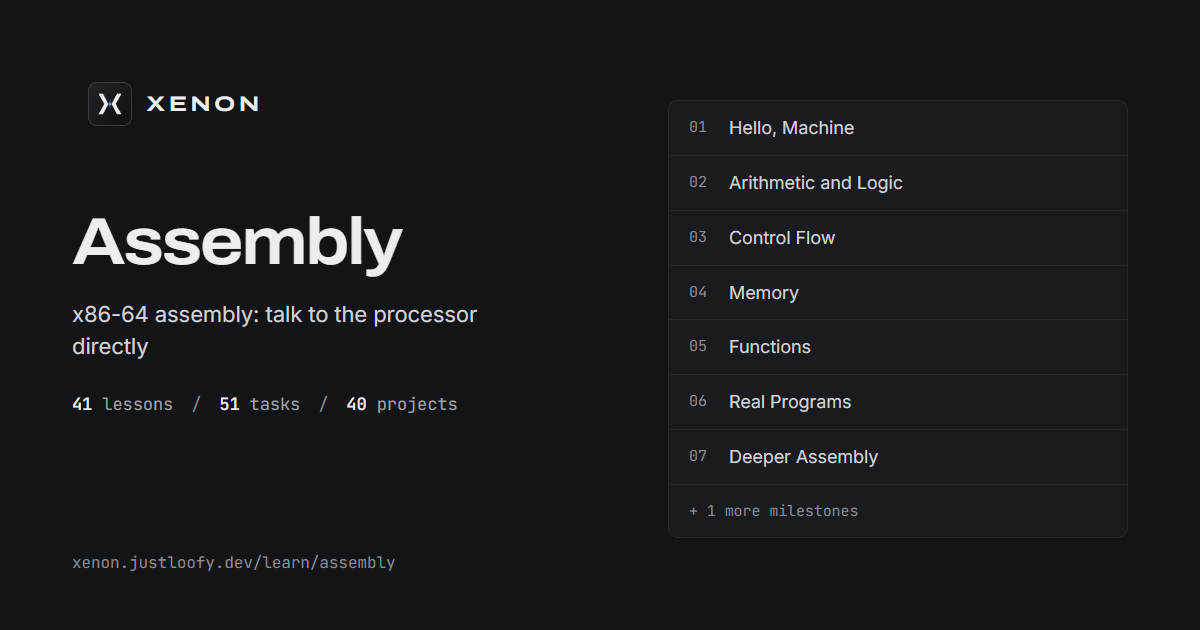 XENON
Assembly
x86-64 assembly: talk to the processor
directly
41 lessons / 51 tasks / 40 projects
xenon.justloofy.dev/learn/assembly
01 Hello, Machine
02 Arithmetic and Logic
03 Control Flow
04 Memory
05 Functions
06 Real Programs
07 Deeper Assembly
+ 1 more milestones